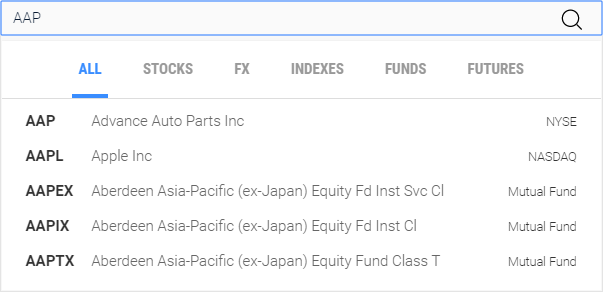 AAP
ALL STOCKS FX INDEXES FUNDS FUTURES
AAP Advance Auto Parts Inc NYSE
AAPL Apple Inc NASDAQ
AAPEX Aberdeen Asia-Pacific (ex-Japan) Equity Fd Inst Svc Cl Mutual Fund
AAPIX Aberdeen Asia-Pacific (ex-Japan) Equity Fd Inst Cl Mutual Fund
AAPTX Aberdeen Asia-Pacific (ex-Japan) Equity Fund Class T Mutual Fund